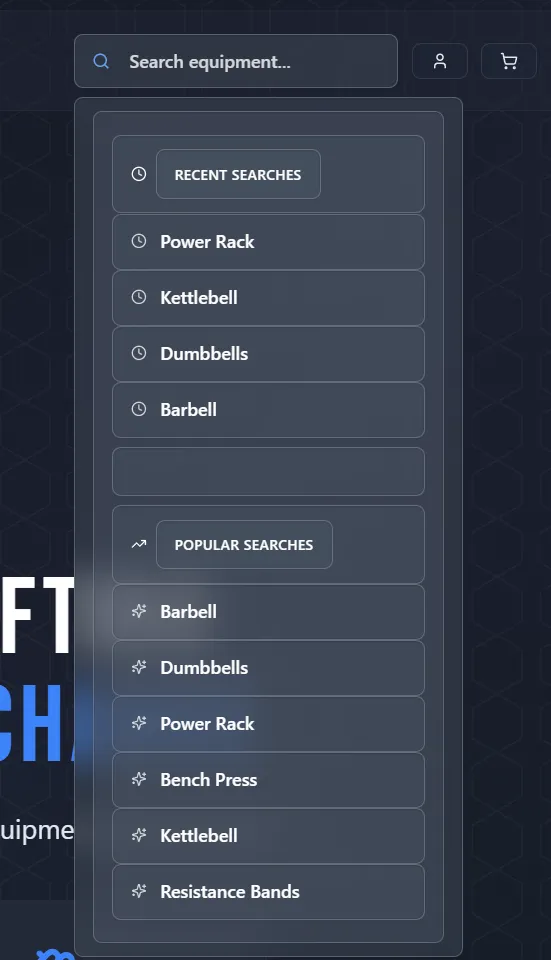 Search equipment...
RECENT SEARCHES
Power Rack
Kettlebell
Dumbbells
Barbell
POPULAR SEARCHES
Barbell
Dumbbells
Power Rack
Bench Press
Kettlebell
Resistance Bands
FT
CH
uipme